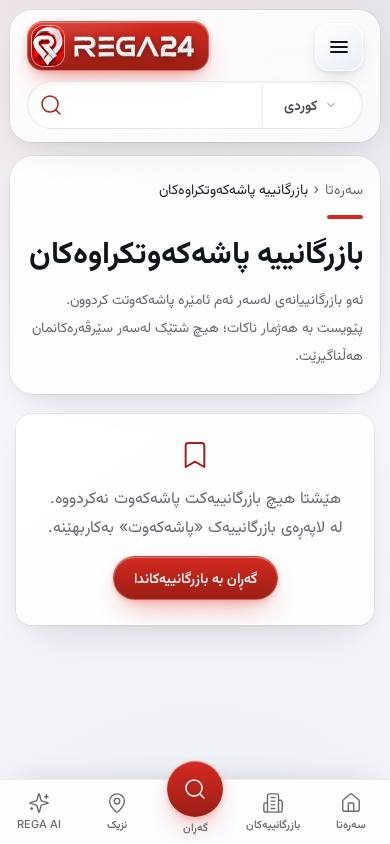 REGA24
کوردی
سەرەتا › بازرگانییە پاشەکەوتکراوەکان
بازرگانییە پاشەکەوتکراوەکان
ئەو بازرگانییانەی لەسەر ئەم ئامێرە پاشەکەوتت کردوون.
پێویست بە هەژمار ناکات؛ هیچ شتێک لەسەر سێرڤەرەکانمان
هەڵناگیرێت.
هێشتا هیچ بازرگانییەکت پاشەکەوت نەکردووە.
لە لاپەڕەی بازرگانییەک «پاشەکەوت» بەکاربهێنە.
گەڕان بە بازرگانییەکاندا
سەرەتا
بازرگانییەکان
گەڕان
نزیک
REGA AI